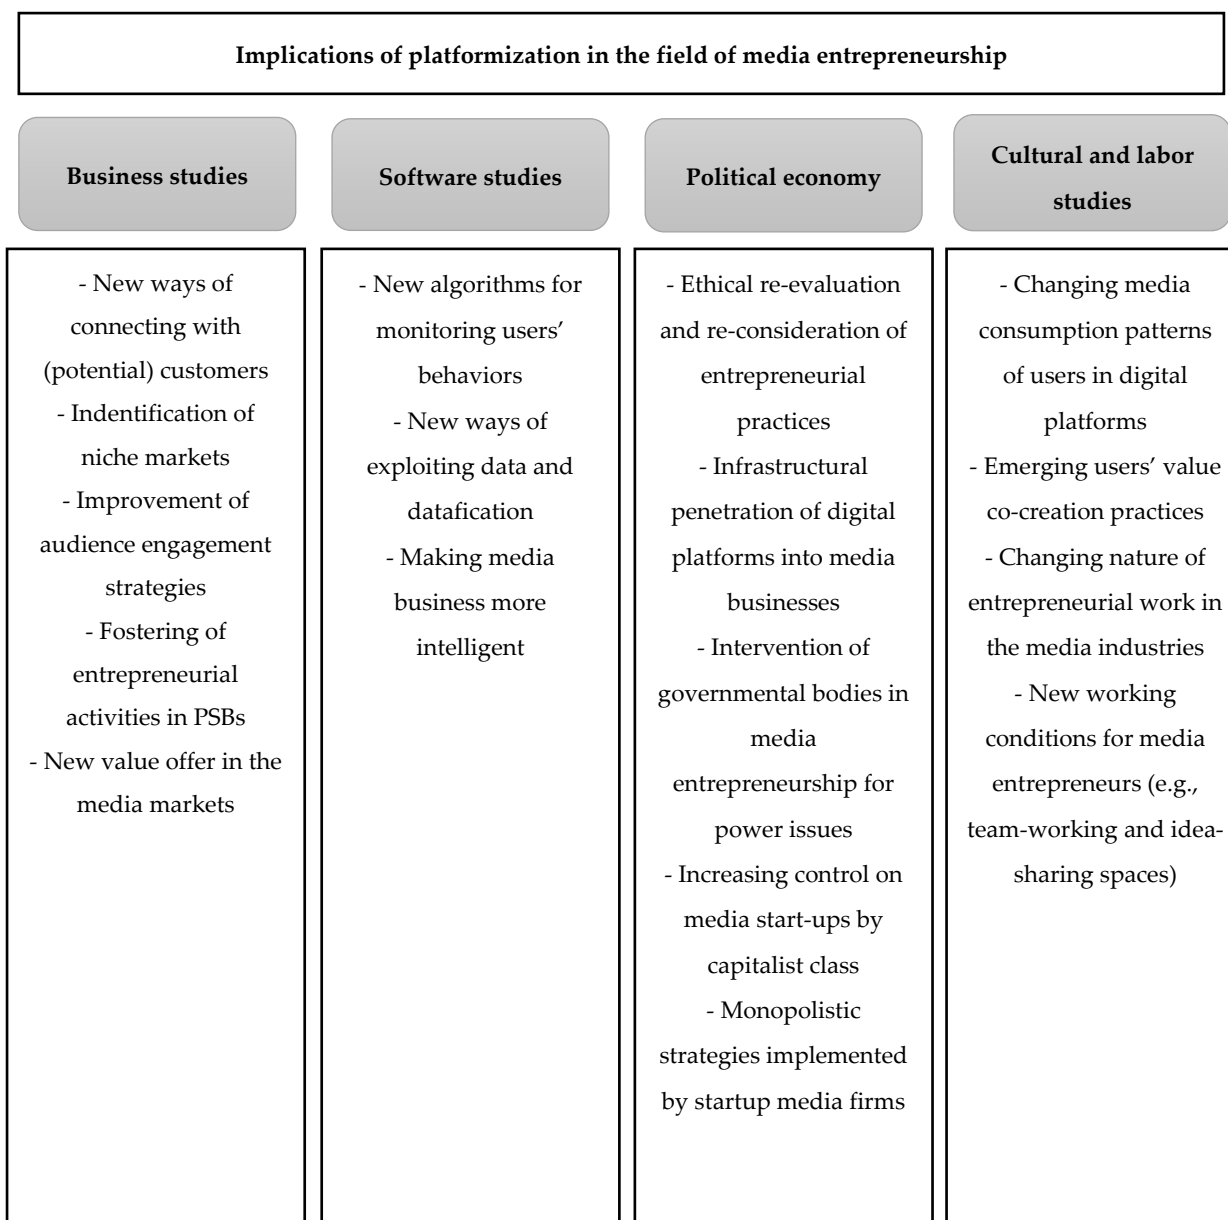 Implications of platformization in the field of media entrepreneurship
Business studies
- New ways of
connecting with
(potential) customers
- Indentification of
niche markets
- Improvement of
audience engagement
strategies
- Fostering of
entrepreneurial
activities in PSBs
- New value offer in the
media markets
Software studies
- New algorithms for
monitoring users’
behaviors
- New ways of
exploiting data and
datafication
- Making media
business more
intelligent
Political economy
- Ethical re-evaluation
and re-consideration of
entrepreneurial
practices
- Infrastructural
penetration of digital
platforms into media
businesses
- Intervention of
governmental bodies in
media
entrepreneurship for
power issues
- Increasing control on
media start-ups by
capitalist class
- Monopolistic
strategies implemented
by startup media firms
Cultural and labor
studies
- Changing media
consumption patterns
of users in digital
platforms
- Emerging users’ value
co-creation practices
- Changing nature of
entrepreneurial work in
the media industries
- New working
conditions for media
entrepreneurs (e.g.,
team-working and idea-
sharing spaces)